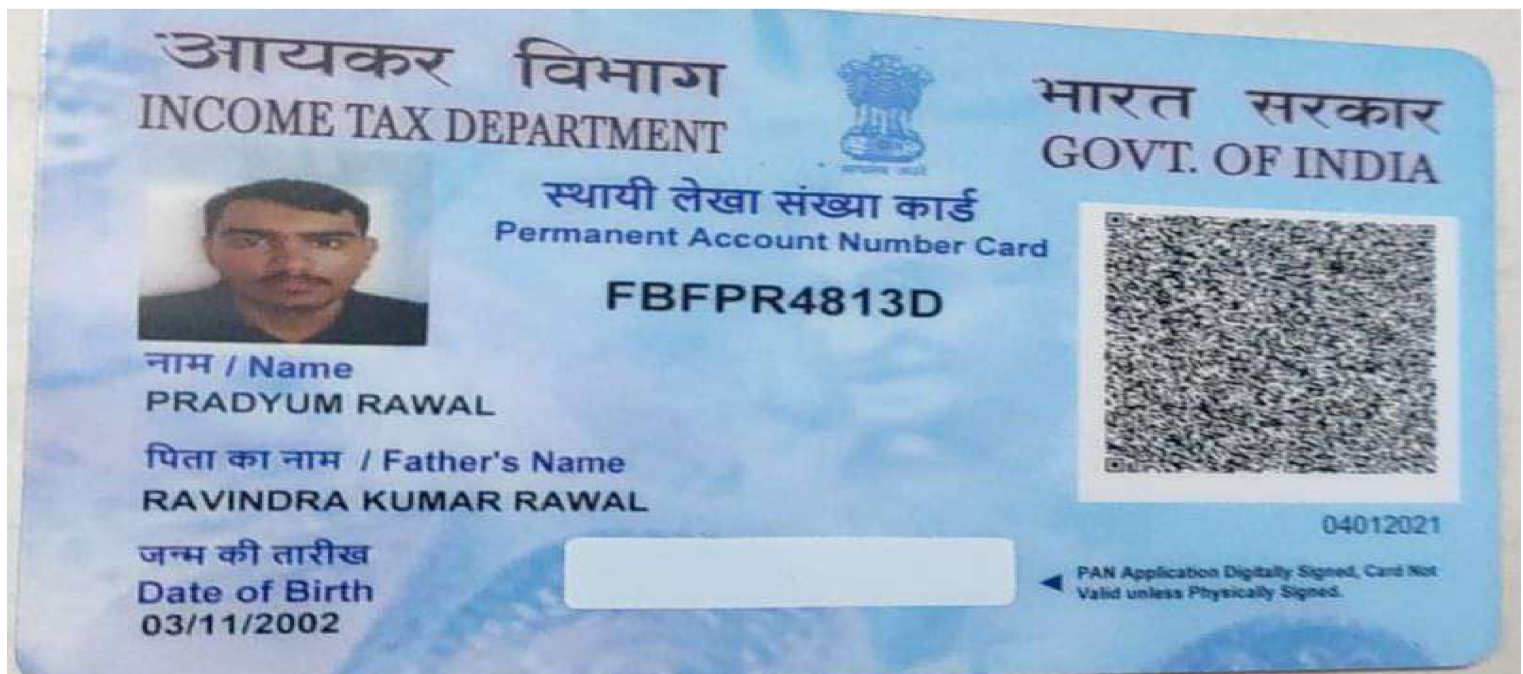 आयकर विभाग
INCOME TAX DEPARTMENT
भारत सरकार
GOVT. OF INDIA
स्थायी लेखा संख्या कार्ड
Permanent Account Number Card
FBFPR4813D
नाम / Name
PRADYUM RAWAL
पिता का नाम / Father's Name
RAVINDRA KUMAR RAWAL
जन्म की तारीख
Date of Birth
03/11/2002
04012021
PAN Application Digitally Signed, Card Not
Valid unless Physically Signed.